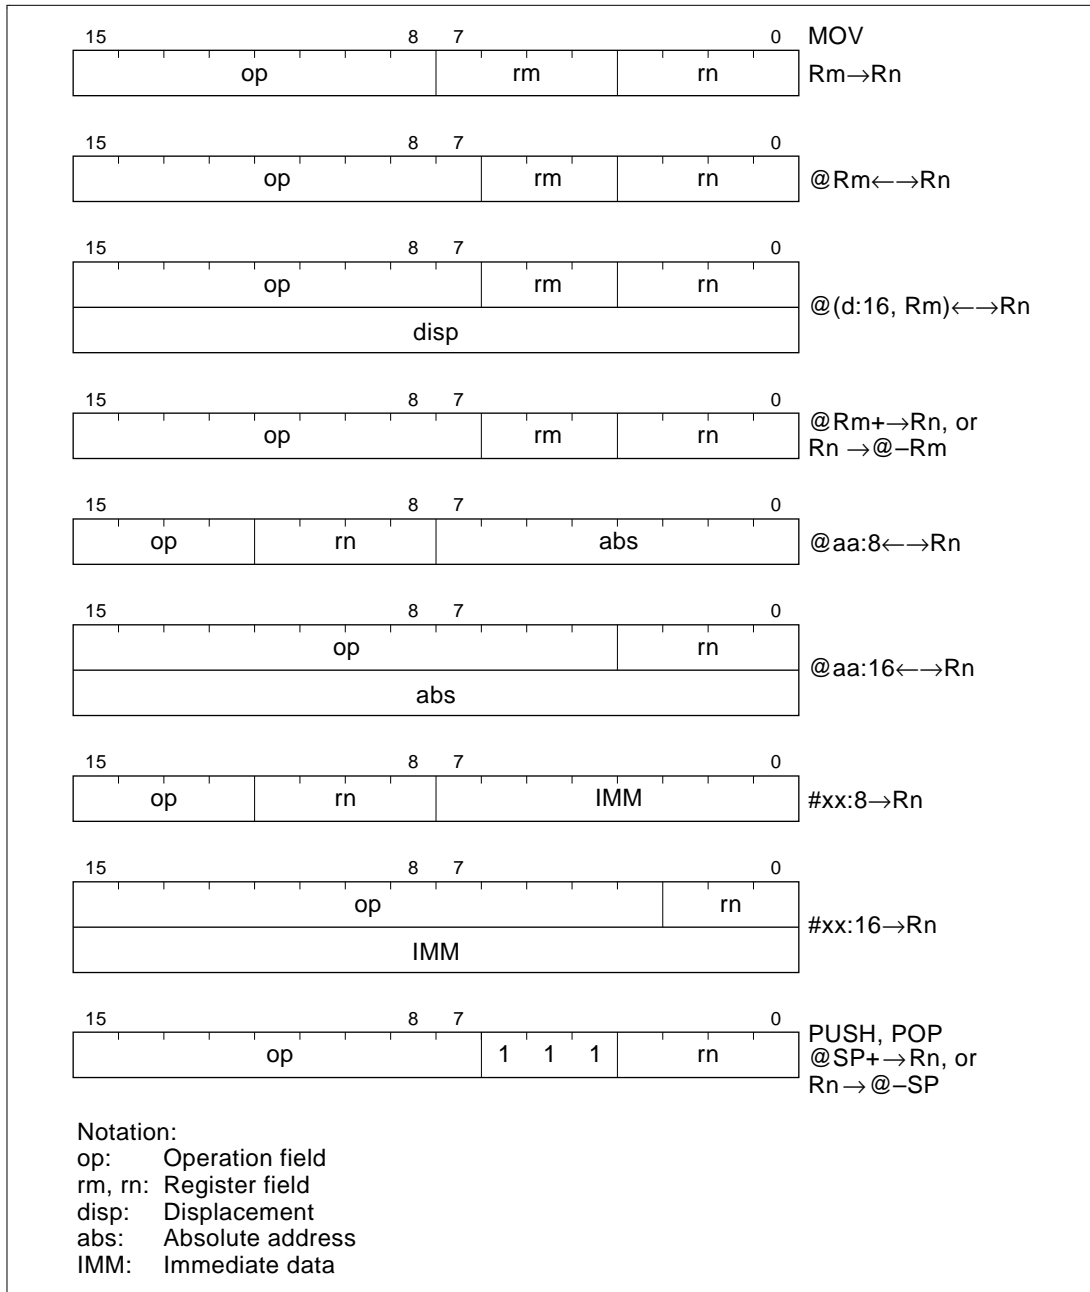 15 8 7 0 MOV
op rm rn Rm→Rn
15 8 7 0
op rm rn @Rm←→Rn
15 8 7 0
op rm rn
@(d:16, Rm)←→Rn
disp
15 8 7 0
@Rm+→Rn, or
op rm rn
Rn →@–Rm
15 8 7 0
op rn abs @aa:8←→Rn
15 8 7 0
op rn
@aa:16←→Rn
abs
15 8 7 0
op rn IMM #xx:8→Rn
15 8 7 0
op rn
#xx:16→Rn
IMM
15 8 7 0
PUSH, POP
op 1 1 1 rn @SP+→Rn, or
Rn→@–SP
Notation:
op: Operation field
rm, rn: Register field
disp: Displacement
abs: Absolute address
IMM: Immediate data